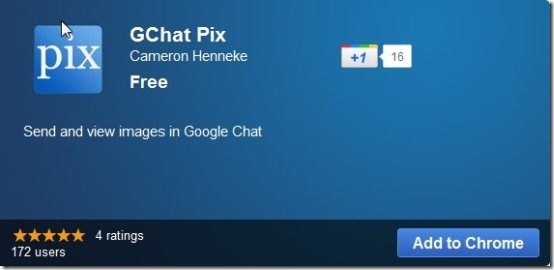 pix
GChat Pix
Cameron Henneke
Free
+1 16
Send and view images in Google Chat
4 ratings
172 users
Add to Chrome